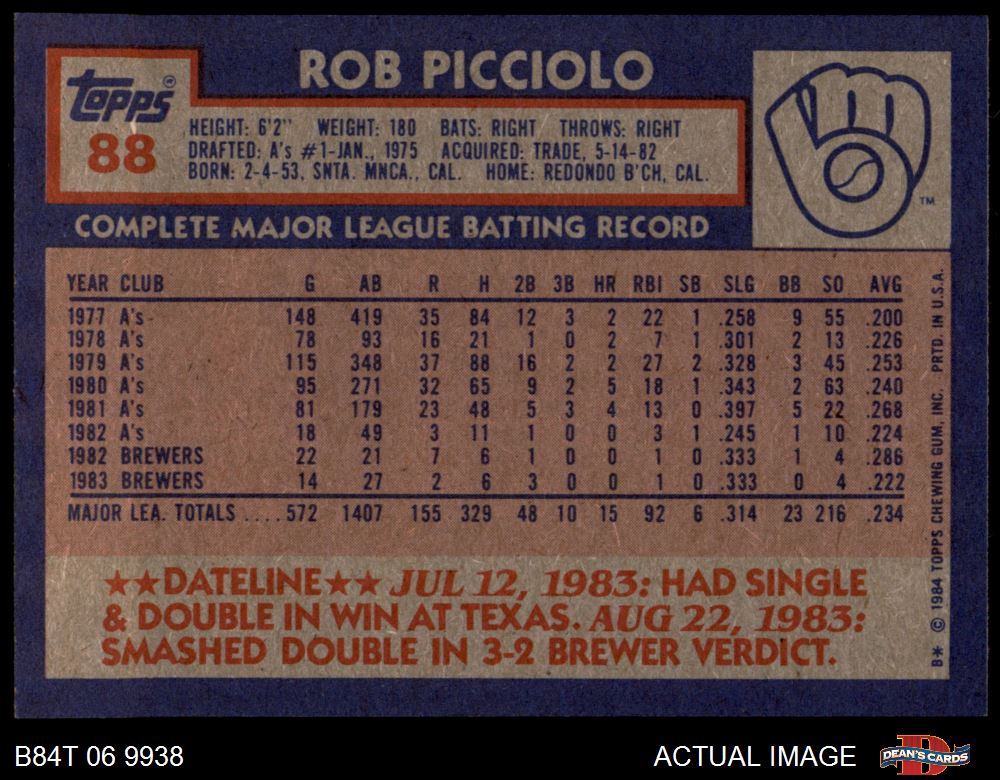 ROB PICCIOLO
topps®
88
HEIGHT: 6'2" WEIGHT: 180 BATS: RIGHT THROWS: RIGHT
DRAFTED: A's #1-JAN., 1975 ACQUIRED: TRADE, 5-14-82
BORN: 2-4-53, SNTA. MNCA., CAL. HOME: REDONDO B'CH, CAL.
TM
COMPLETE MAJOR LEAGUE BATTING RECORD
YEAR CLUB G AB R H 2B 3B HR RBI SB SLG BB SO AVG
1977 A's 148 419 35 84 12 3 2 22 1 .258 9 55 .200
1978 A's 78 93 16 21 1 0 2 7 1 .301 2 13 .226
1979 A's 115 348 37 88 16 2 2 27 2 .328 3 45 .253
1980 A's 95 271 32 65 9 2 5 18 1 .343 2 63 .240
1981 A's 81 179 23 48 5 3 4 13 0 .397 5 22 .268
1982 A's 18 49 3 11 1 0 0 3 1 .245 1 10 .224
1982 BREWERS 22 21 7 6 1 0 0 1 0 .333 1 4 .286
1983 BREWERS 14 27 2 6 3 0 0 1 0 .333 0 4 .222
MAJOR LEA. TOTALS ....572 1407 155 329 48 10 15 92 6 .314 23 216 .234
★★DATELINE★★ JUL 12, 1983: HAD SINGLE
& DOUBLE IN WIN AT TEXAS. AUG 22, 1983:
SMASHED DOUBLE IN 3-2 BREWER VERDICT.
B* © 1984 TOPPS CHEWING GUM, INC. PRTD. IN U.S.A.
B84T 06 9938
ACTUAL IMAGE
DEAN'S CARDS